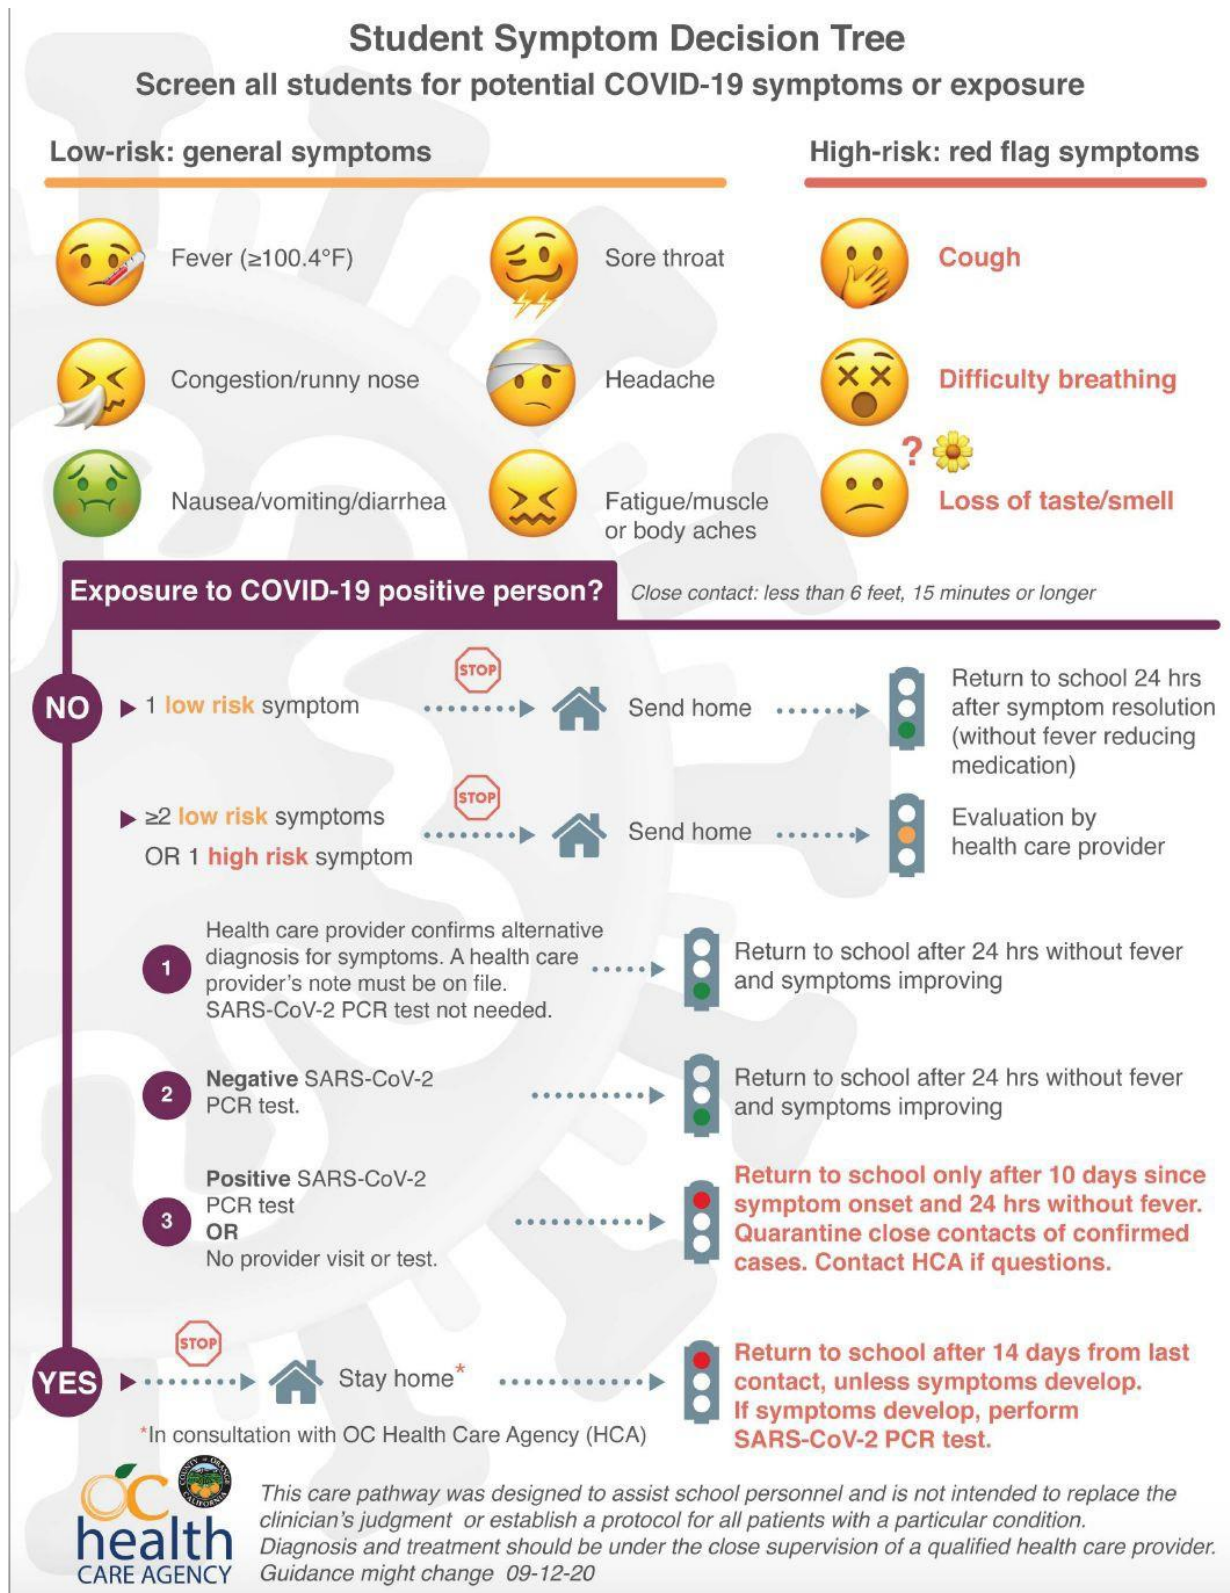 Student Symptom Decision Tree
Screen all students for potential COVID-19 symptoms or exposure
Low-risk: general symptoms
High-risk: red flag symptoms
Fever (≥100.4°F)
Sore throat
Cough
Congestion/runny nose
Headache
Difficulty breathing
?
Nausea/vomiting/diarrhea
Fatigue/muscle
or body aches
Loss of taste/smell
Exposure to COVID-19 positive person?
Close contact: less than 6 feet, 15 minutes or longer
NO
1 low risk symptom
STOP
Send home
Return to school 24 hrs
after symptom resolution
(without fever reducing
medication)
≥2 low risk symptoms
OR 1 high risk symptom
STOP
Send home
Evaluation by
health care provider
1
Health care provider confirms alternative
diagnosis for symptoms. A health care
provider's note must be on file.
SARS-CoV-2 PCR test not needed.
Return to school after 24 hrs without fever
and symptoms improving
2
Negative SARS-CoV-2
PCR test.
Return to school after 24 hrs without fever
and symptoms improving
3
Positive SARS-CoV-2
PCR test
OR
No provider visit or test.
Return to school only after 10 days since
symptom onset and 24 hrs without fever.
Quarantine close contacts of confirmed
cases. Contact HCA if questions.
YES
STOP
Stay home*
*In consultation with OC Health Care Agency (HCA)
Return to school after 14 days from last
contact, unless symptoms develop.
If symptoms develop, perform
SARS-CoV-2 PCR test.
OC
health
CARE AGENCY
COUNTY OF ORANGE
CALIFORNIA
This care pathway was designed to assist school personnel and is not intended to replace the
clinician's judgment or establish a protocol for all patients with a particular condition.
Diagnosis and treatment should be under the close supervision of a qualified health care provider.
Guidance might change 09-12-20